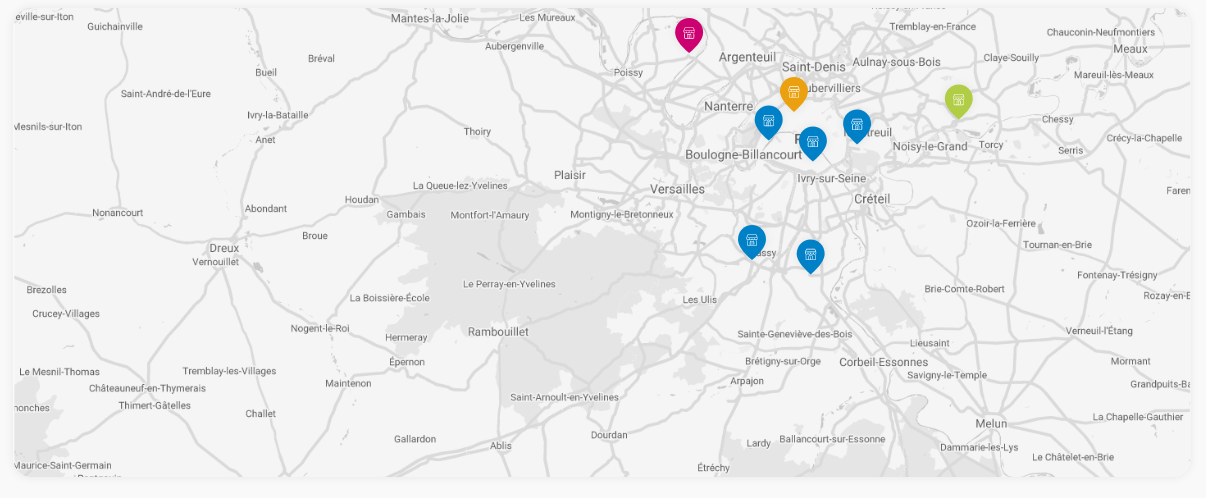 eville-sur-Iton
Mantes-la-Jolie
Les Mureaux
Guichainville
Tremblay-en-France
Chauconin-Neufmontiers
Aubergenville
Meaux
Bréval
Argenteuil
Claye-Souilly
Saint-Denis
Aulnay-sous-Bois
Bueil
Poissy
Mareuil-lès-Meaux
Saint-André-de-l'Eure
ubervilliers
Nanterre
Ivry-la-Bataille
Chessy
Mesnils-sur-Iton
Thoiry
treuil
Anet
Crécy-la-Chapelle
Noisy-le-Grand
Torcy
Serris
Boulogne-Billancourt
Plaisir
Ivry-sur-Seine
La Queue-lez-Yvelines
Versailles
Faren
Houdan
Créteil
Abondant
Nonancourt
Gambais
Montfort-l'Amaury
Montigny-le-Bretonneux
Ozoir-la-Ferrière
Broue
Dreux
Tournan-en-Brie
assy
Vernouillet
Fontenay-Trésigny
Le Perray-en-Yvelines
Brezolles
Brie-Comte-Robert
Rozay-en-B
La Boissière-École
Les Ulis
Crucey-Villages
Nogent-le-Roi
Rambouillet
Verneuil-l'Étang
Sainte-Geneviève-des-Bois
Hermeray
Lieusaint
Épernon
Brétigny-sur-Orge
Corbeil-Essonnes
Mormant
Le Mesnil-Thomas
Tremblay-les-Villages
Savigny-le-Temple
Maintenon
Arpajon
Grandpuits-Ba
Châteauneuf-en-Thymerais
Saint-Arnoult-en-Yvelines
Thimert-Gâtelles
nonches
Challet
La Chapelle-Gauthier
Melun
Dourdan
Gallardon
Ballancourt-sur-Essonne
Lardy
Ablis
Dammarie-les-Lys
Le Châtelet-en-Brie
Maurice-Saint-Germain
Étréchy